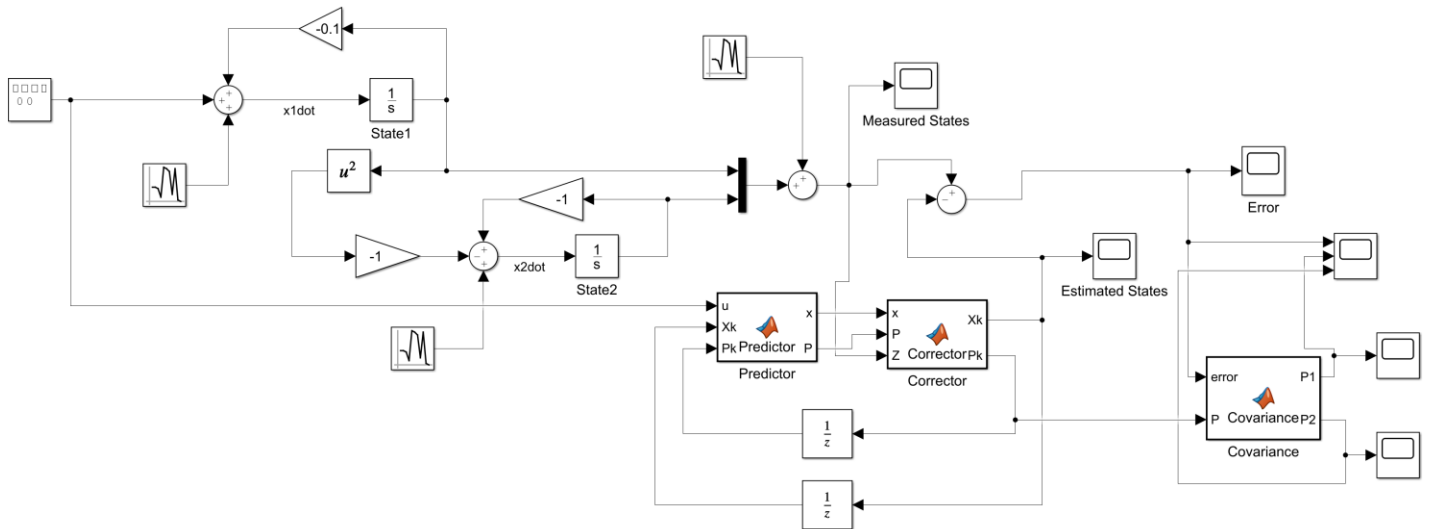 -0.1
x1dot
1
s
State1
u²
-1
-1
x2dot
1
s
State2
Measured States
Error
Estimated States
u
Xk
Pk
Predictor
x
P
Predictor
x
P
Z
Corrector
Xk
Pk
Corrector
error
P
Covariance
P1
P2
Covariance
1
z
1
z